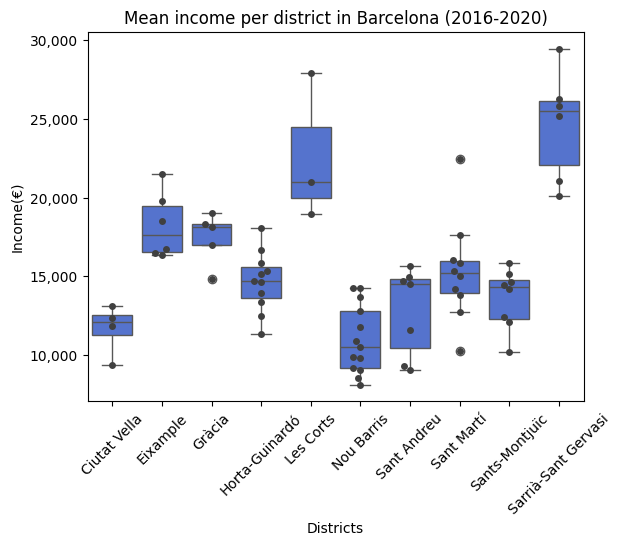 Mean income per district in Barcelona (2016-2020)
30,000
25,000
20,000
15,000
10,000
Income(€)
Ciutat Vella
Eixample
Gràcia
Horta-Guinardó
Les Corts
Nou Barris
Sant Andreu
Sant Martí
Sants-Montjuïc
Sarrià-Sant Gervasi
Districts